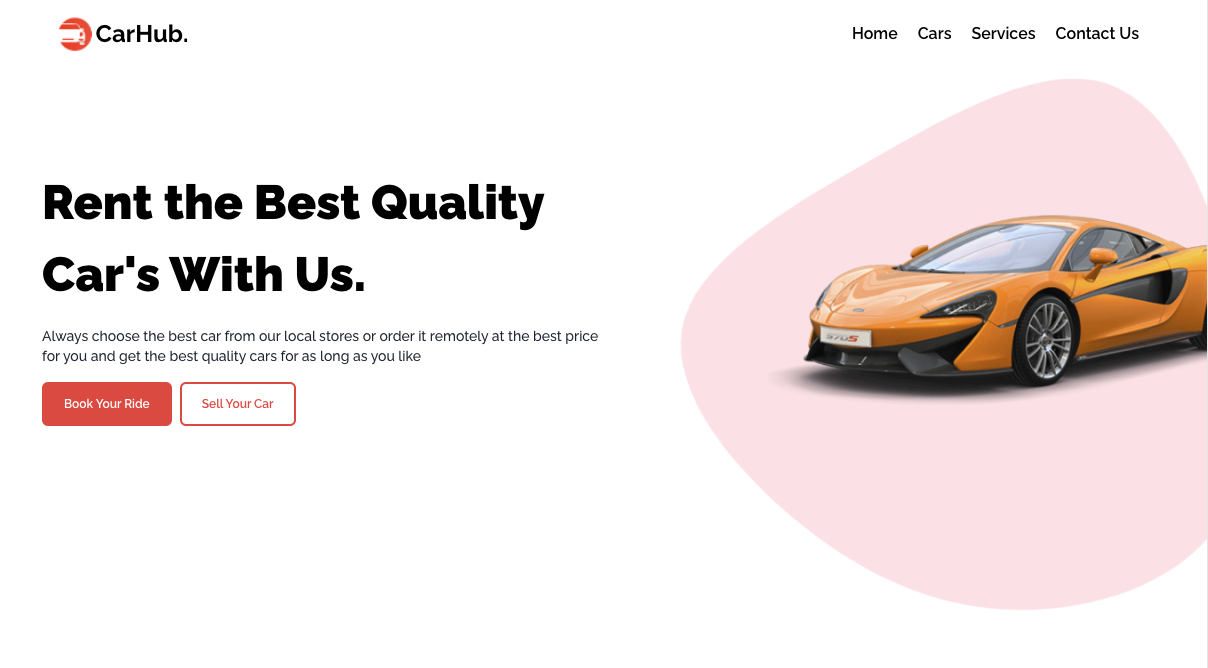 CarHub.
Home Cars Services Contact Us
Rent the Best Quality
Car's With Us.
Always choose the best car from our local stores or order it remotely at the best price
for you and get the best quality cars for as long as you like
Book Your Ride Sell Your Car
570S